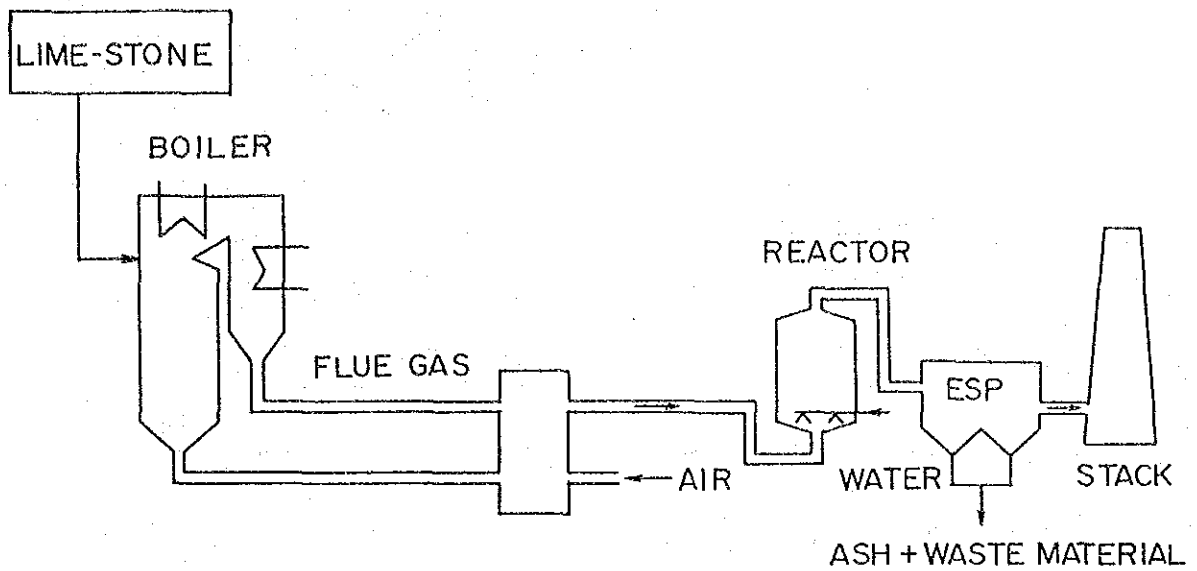 LIME-STONE
BOILER
REACTOR
FLUE GAS
ESP
AIR
WATER
STACK
ASH + WASTE MATERIAL